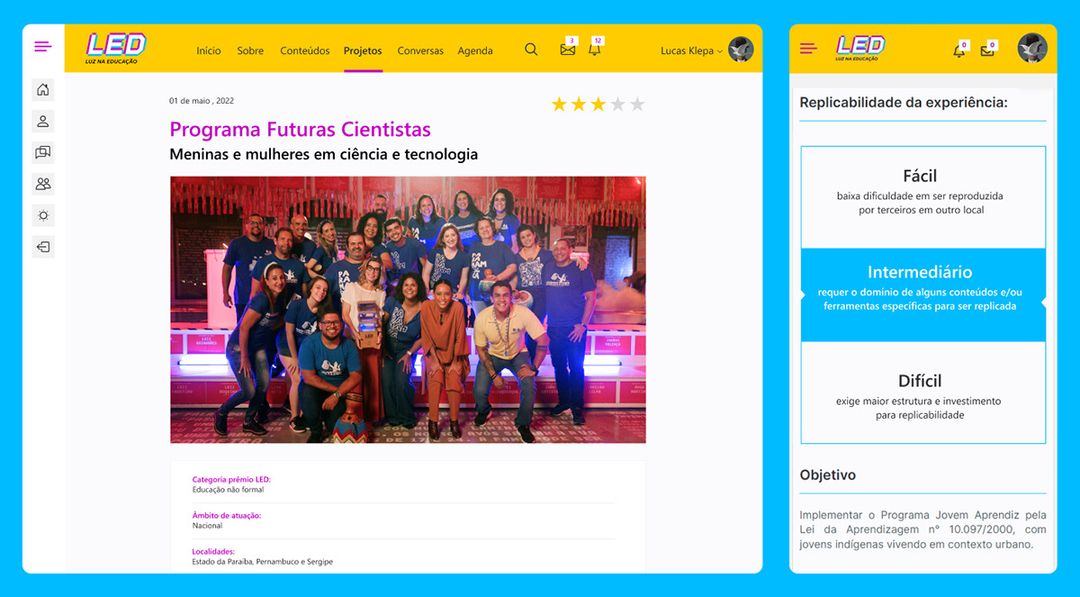 LED
LUZ NA EDUCAÇÃO
Início Sobre Conteúdos Projetos Conversas Agenda
3
12
Lucas Klepa
01 de maio , 2022
Programa Futuras Cientistas
Meninas e mulheres em ciência e tecnologia
Categoria prêmio LED:
Educação não formal
Âmbito de atuação:
Nacional
Localidades:
Estado da Paraíba, Pernambuco e Sergipe
LED
LUZ NA EDUCAÇÃO
0
0
Replicabilidade da experiência:
Fácil
baixa dificuldade em ser reproduzida
por terceiros em outro local
Intermediário
requer o domínio de alguns conteúdos e/ou
ferramentas específicas para ser replicada
Difícil
exige maior estrutura e investimento
para replicabilidade
Objetivo
Implementar o Programa Jovem Aprendiz pela
Lei da Aprendizagem nº 10.097/2000, com
jovens indígenas vivendo em contexto urbano.